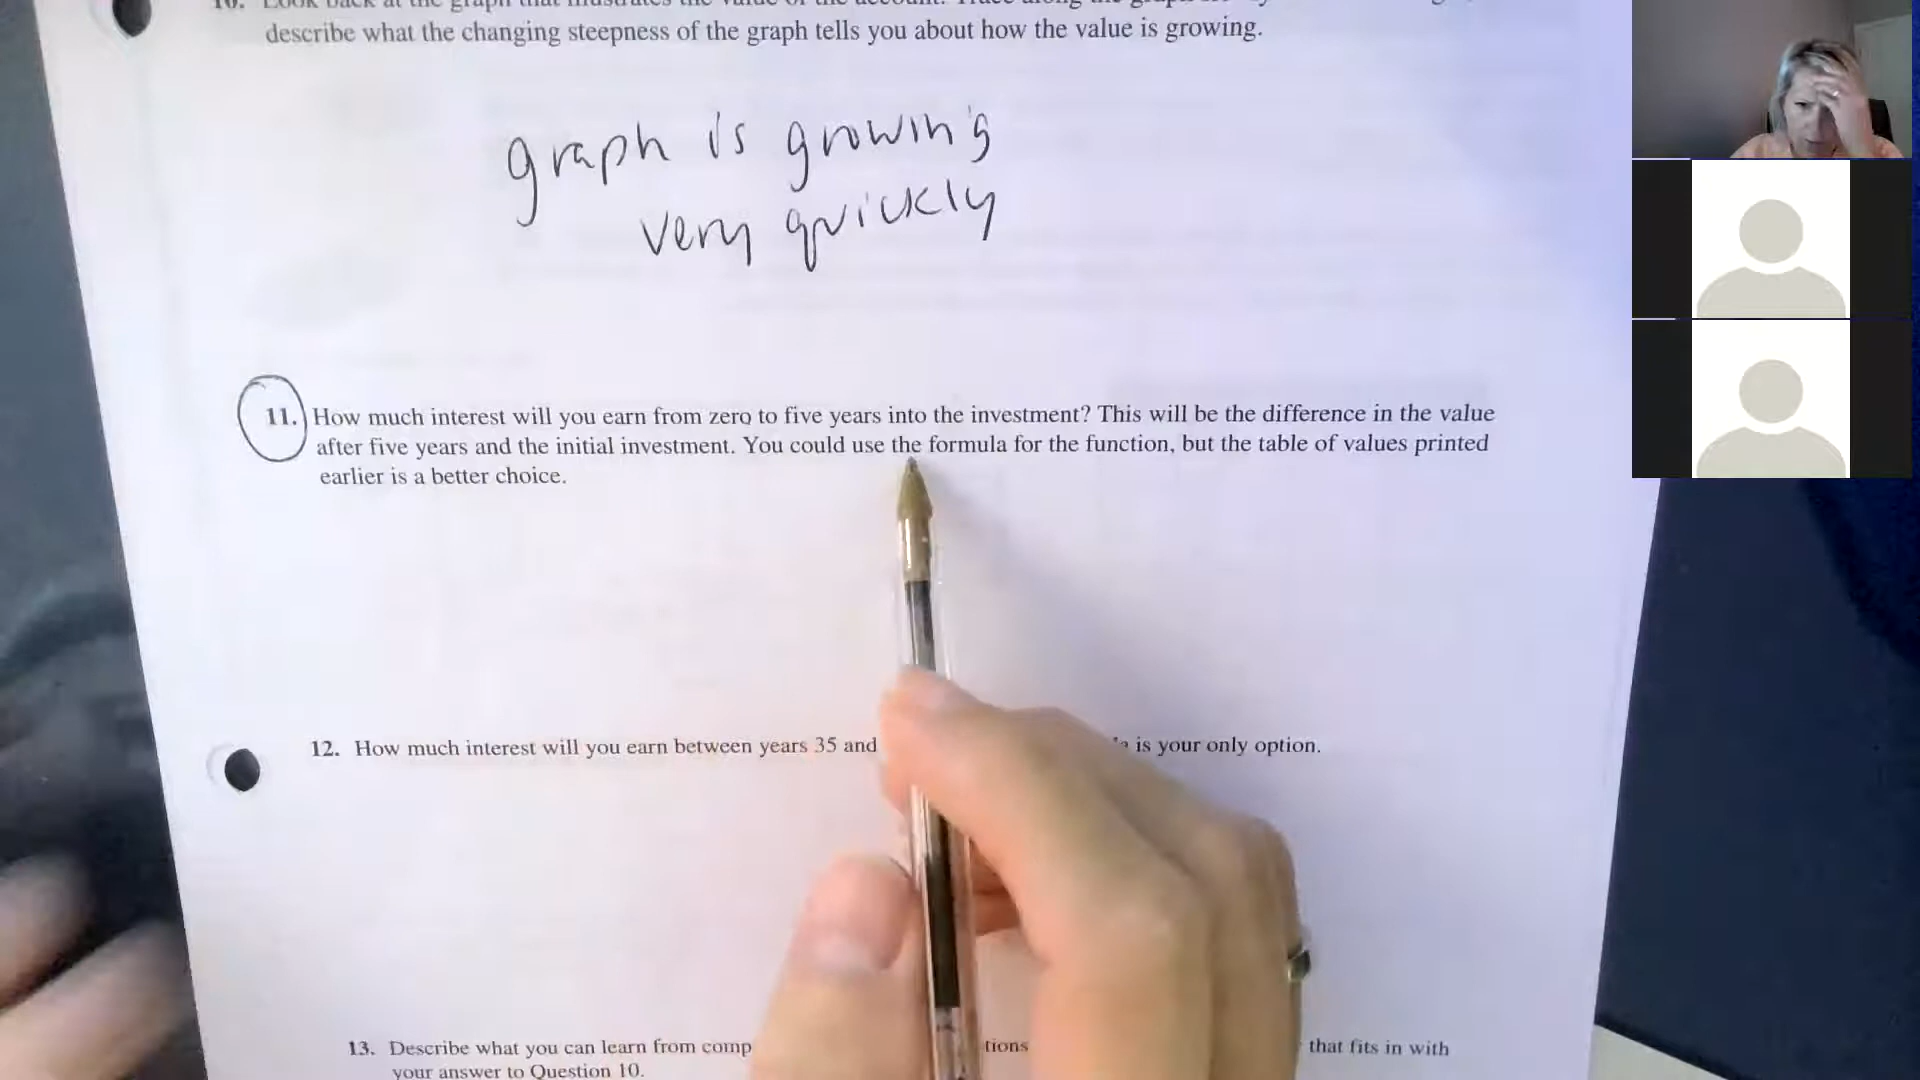 describe what the changing steepness of the graph tells you about how the value is growing.
graph is growing
very quickly
11. How much interest will you earn from zero to five years into the investment? This will be the difference in the value
after five years and the initial investment. You could use the formula for the function, but the table of values printed
earlier is a better choice.
12. How much interest will you earn between years 35 and is your only option.
13. Describe what you can learn from comp tions that fits in with
your answer to Question 10.